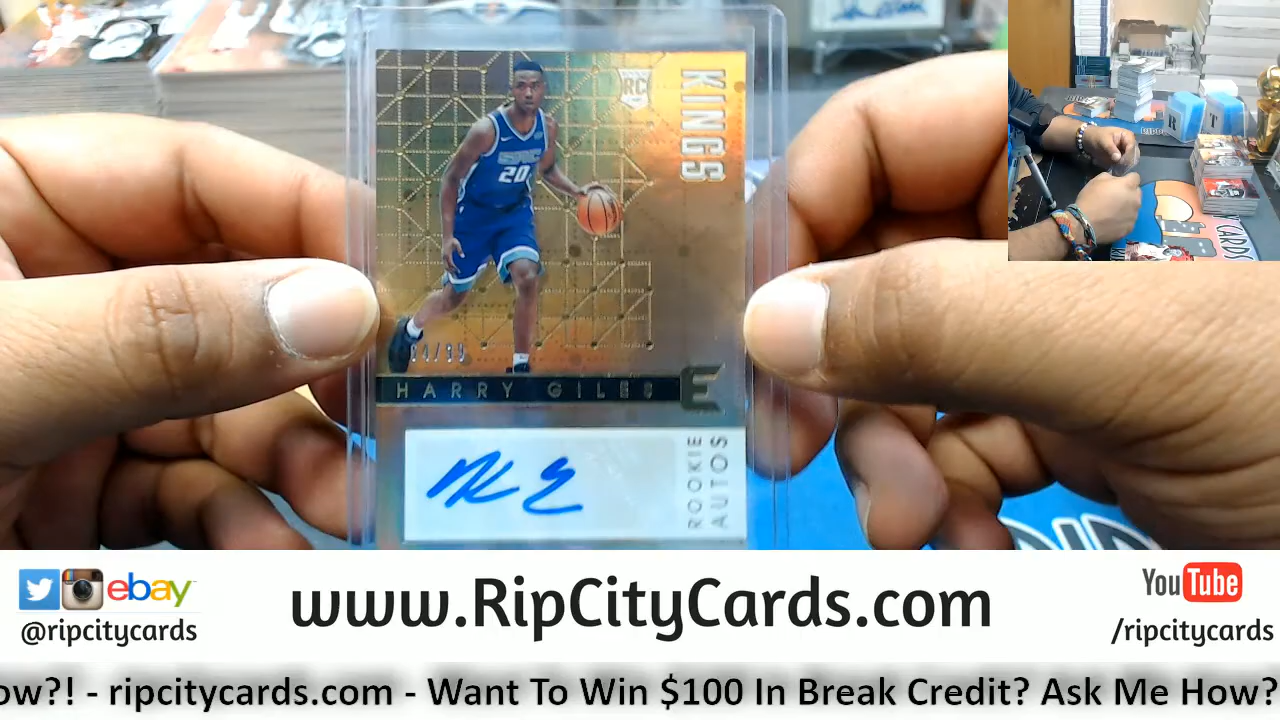 KINGS
RC
SAC
20
HARRY GILES
E
ROOKIE
AUTOS
ebay
@ripcitycards
www.RipCityCards.com
YouTube
/ripcitycards
ow?! - ripcitycards.com - Want To Win $100 In Break Credit? Ask Me How?